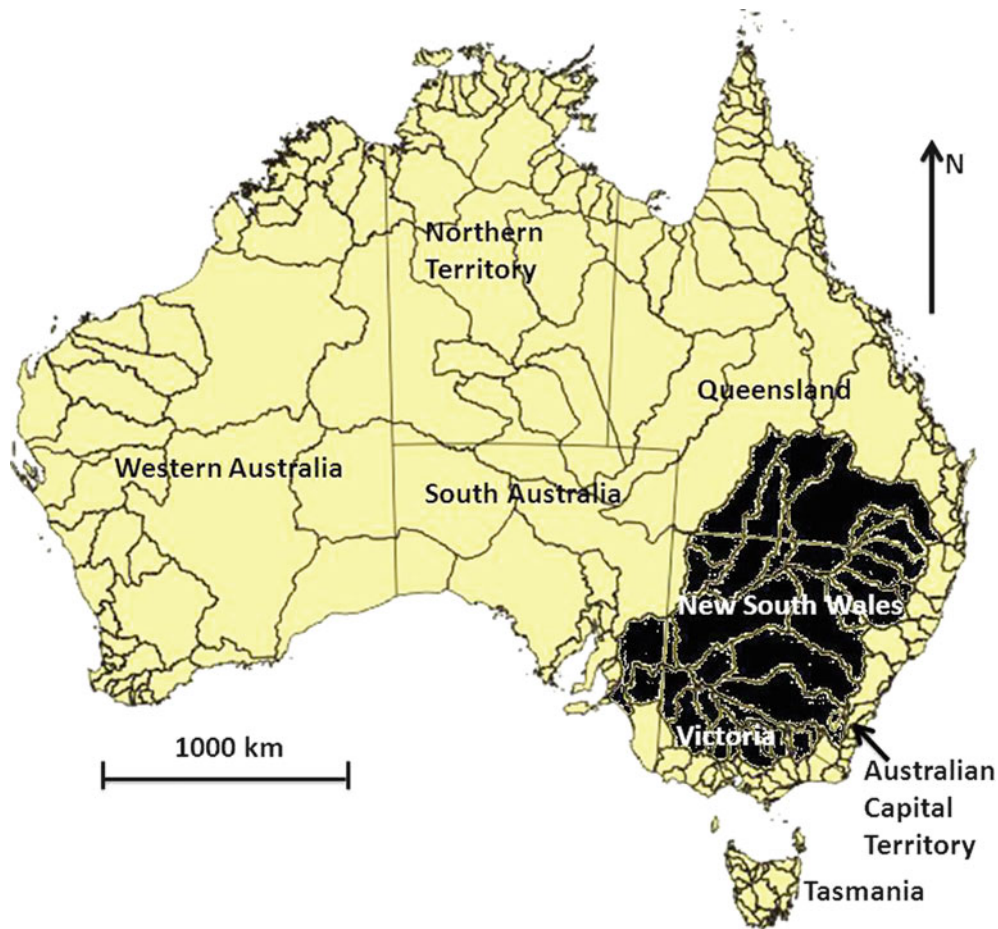 N
Northern
Territory
Queensland
Western Australia
South Australia
New South Wales
Victoria
1000 km
Australian
Capital
Territory
Tasmania